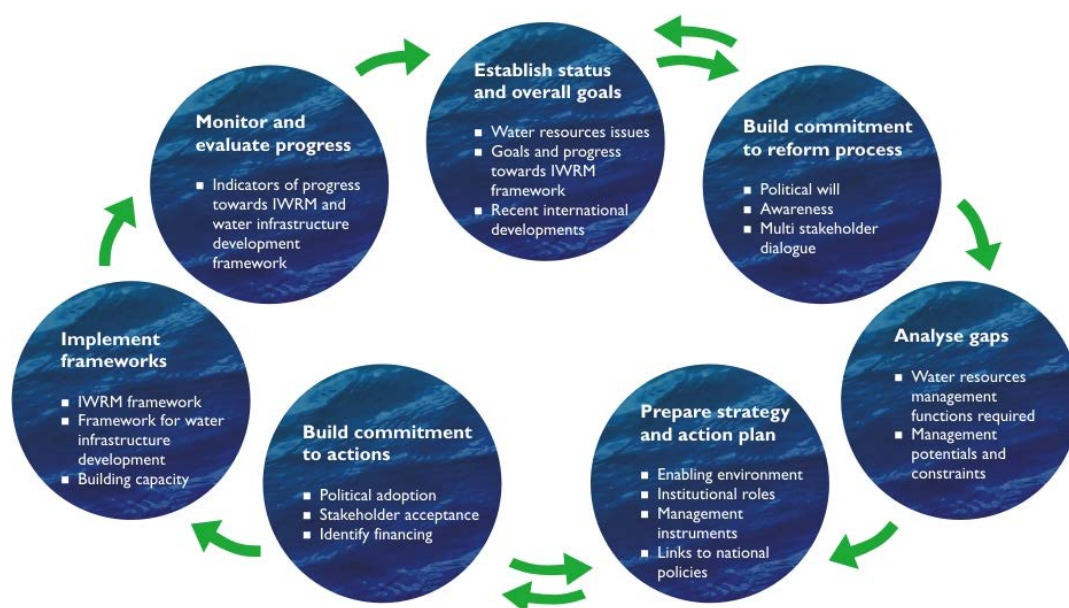 Establish status
and overall goals
■ Water resources issues
■ Goals and progress
towards IWRM
framework
■ Recent international
developments
Build commitment
to reform process
■ Political will
■ Awareness
■ Multi stakeholder
dialogue
Analyse gaps
■ Water resources
management
functions required
■ Management
potentials and
constraints
Prepare strategy
and action plan
■ Enabling environment
■ Institutional roles
■ Management
instruments
■ Links to national
policies
Build commitment
to actions
■ Political adoption
■ Stakeholder acceptance
■ Identify financing
Implement
frameworks
■ IWRM framework
■ Framework for water
infrastructure
development
■ Building capacity
Monitor and
evaluate progress
■ Indicators of progress
towards IWRM and
water infrastructure
development
framework